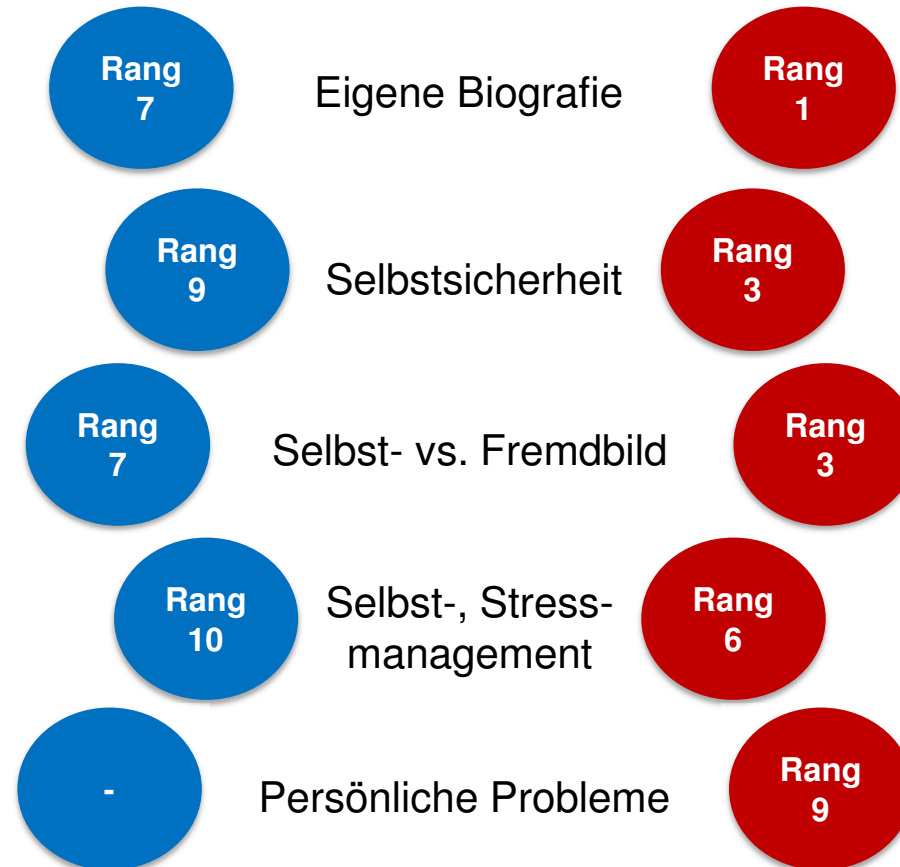 Rang
7
Eigene Biografie
Rang
1
Rang
9
Selbstsicherheit
Rang
3
Rang
7
Selbst- vs. Fremdbild
Rang
3
Rang
10
Selbst-, Stress-
management
Rang
6
-
Persönliche Probleme
Rang
9